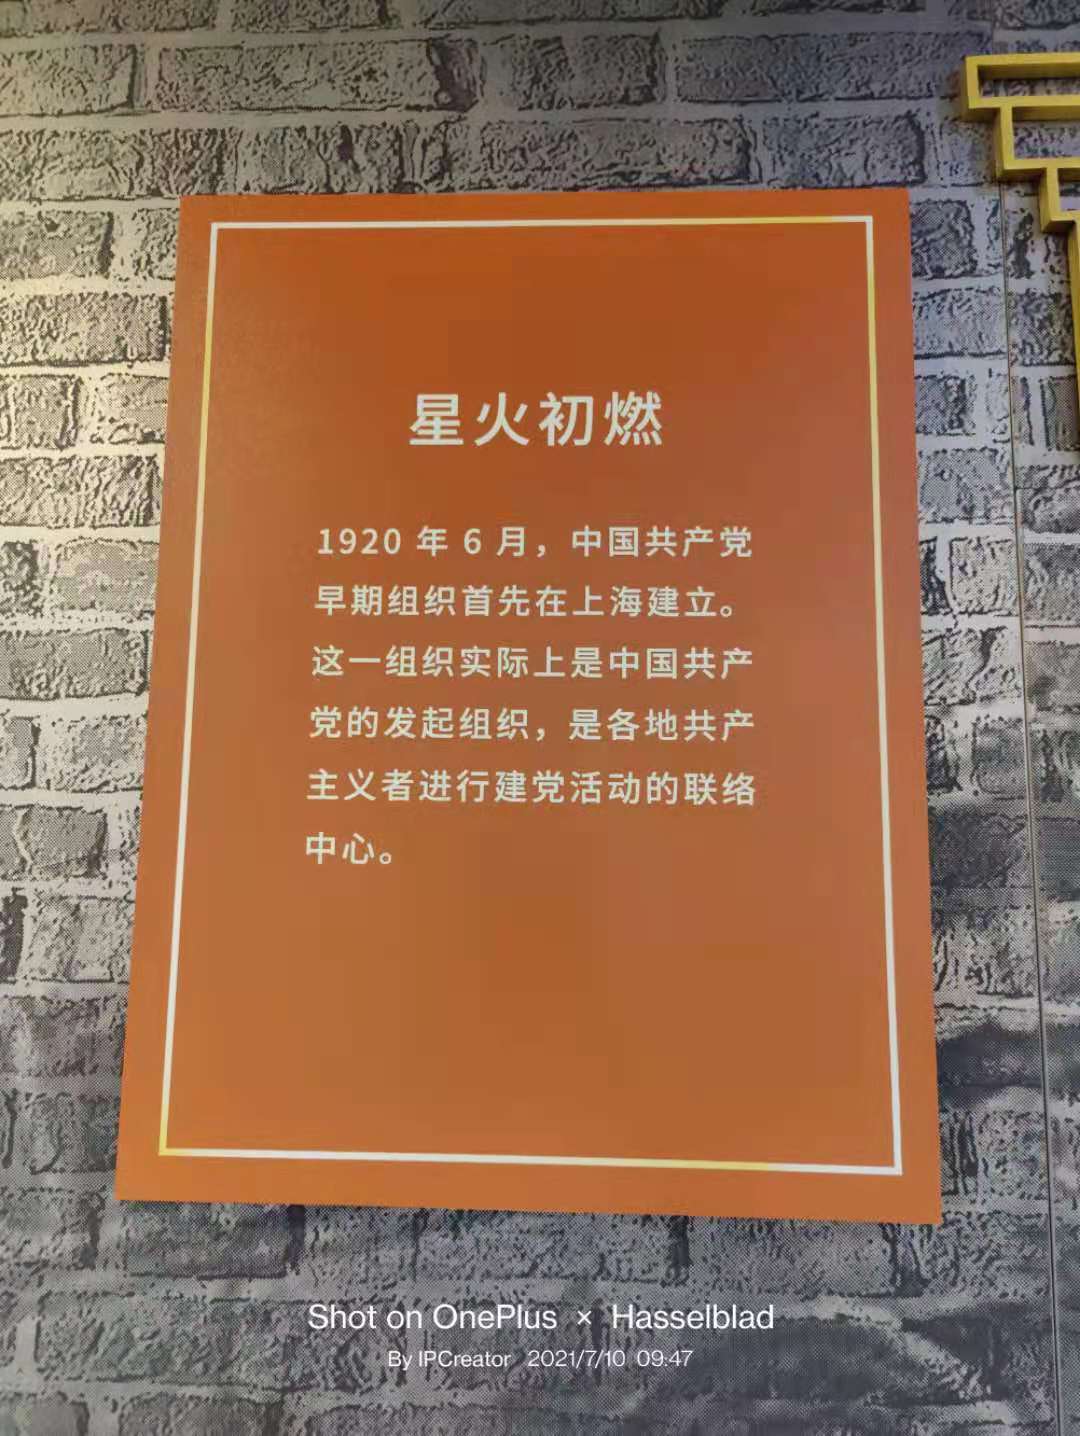 星火初燃
1920 年 6 月，中国共产党
早期组织首先在上海建立。
这一组织实际上是中国共产
党的发起组织，是各地共产
主义者进行建党活动的联络
中心。
Shot on OnePlus × Hasselblad
By IPCreator 2021/7/10 09:47